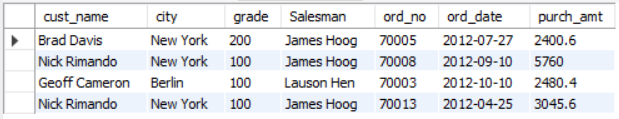 cust_name city grade Salesman ord_no ord_date purch_amt
Brad Davis New York 200 James Hoog 70005 2012-07-27 2400.6
Nick Rimando New York 100 James Hoog 70008 2012-09-10 5760
Geoff Cameron Berlin 100 Lauson Hen 70003 2012-10-10 2480.4
Nick Rimando New York 100 James Hoog 70013 2012-04-25 3045.6